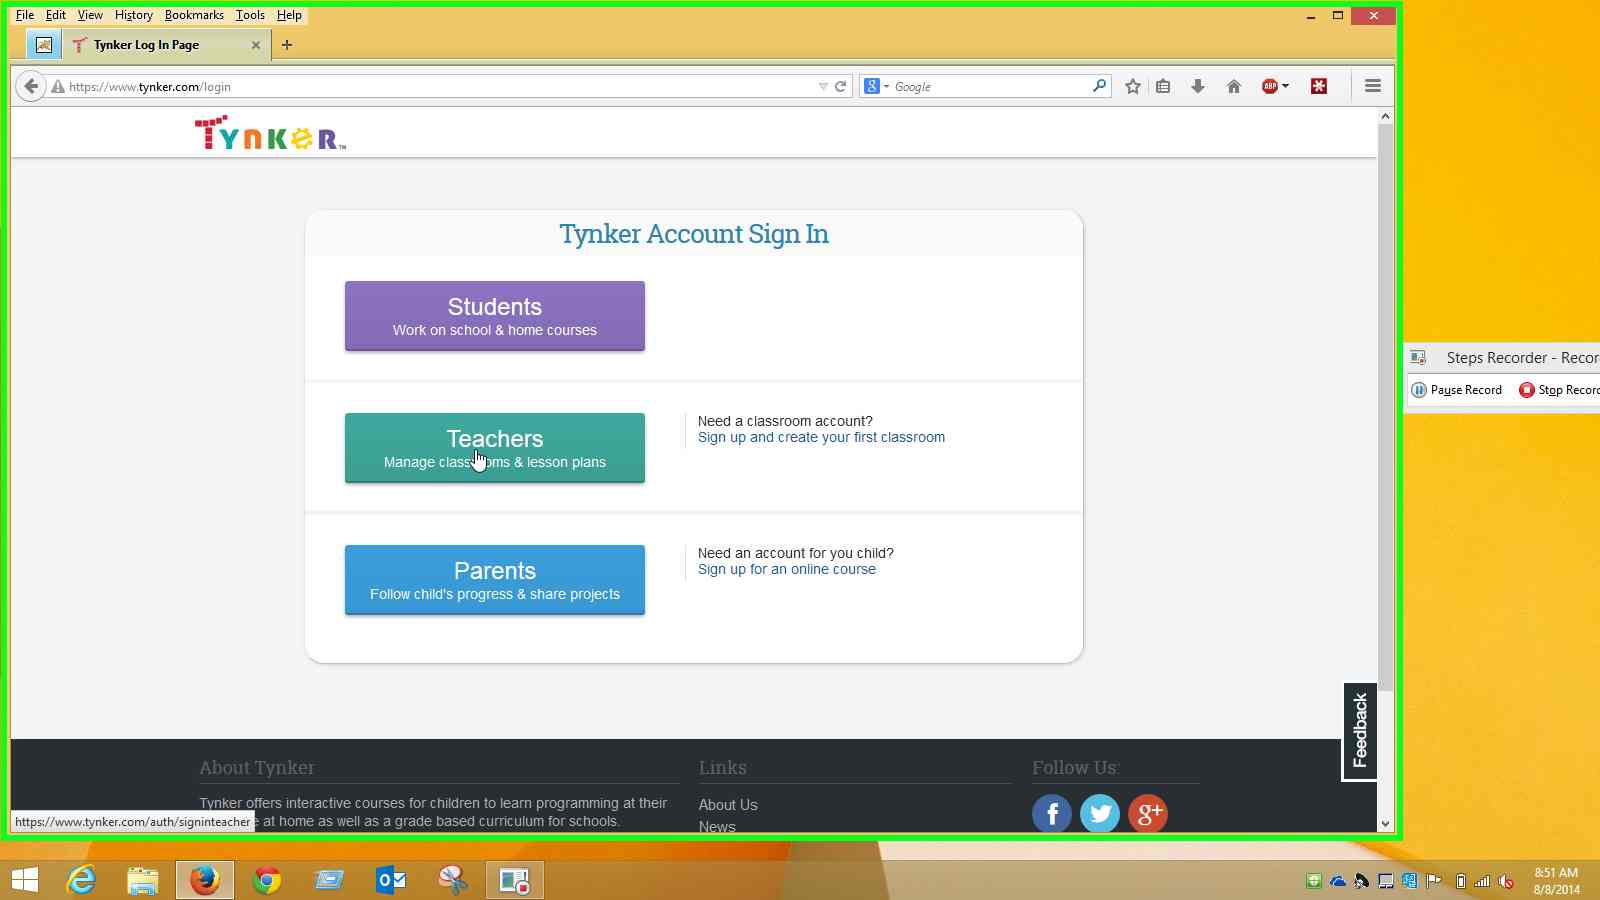 File Edit View History Bookmarks Tools Help
Tynker Log In Page
https://www.tynker.com/login
Google
ABP
TYNKER™
Tynker Account Sign In
Students
Work on school & home courses
Teachers
Manage classrooms & lesson plans
Need a classroom account?
Sign up and create your first classroom
Parents
Follow child's progress & share projects
Need an account for you child?
Sign up for an online course
Feedback
About Tynker
Tynker offers interactive courses for children to learn programming at their
at home as well as a grade based curriculum for schools.
Links
About Us
News
Follow Us:
https://www.tynker.com/auth/signinteacher
Steps Recorder - Recor
Pause Record
Stop Recor
8:51 AM
8/8/2014